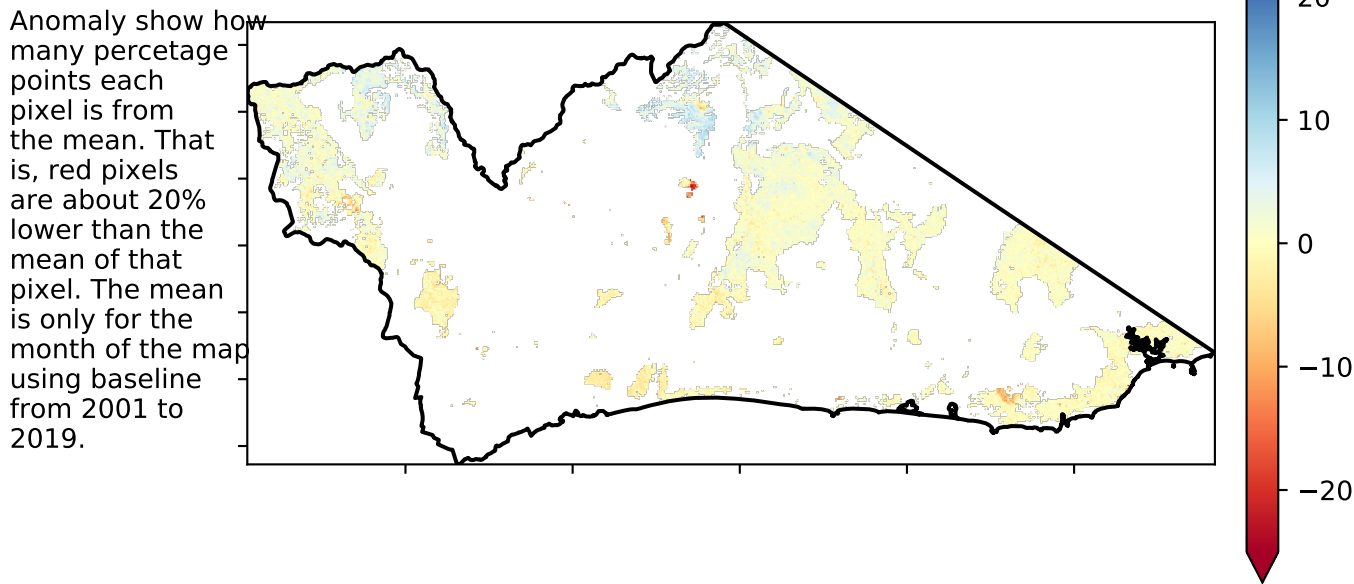 Anomaly show how
many percetage
points each
pixel is from
the mean. That
is, red pixels
are about 20%
lower than the
mean of that
pixel. The mean
is only for the
month of the map
using baseline
from 2001 to
2019.
20
10
0
−10
−20